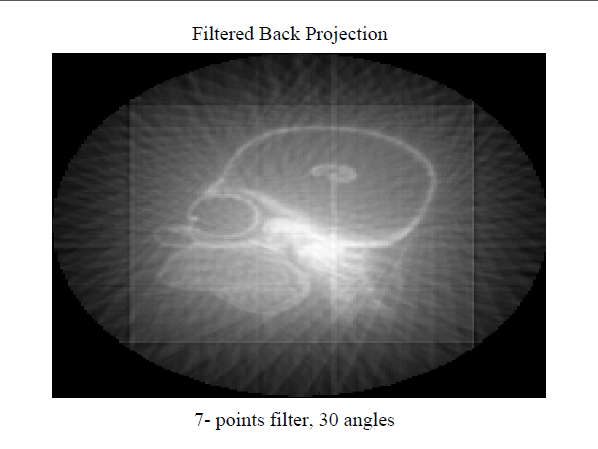 Filtered Back Projection
7- points filter, 30 angles